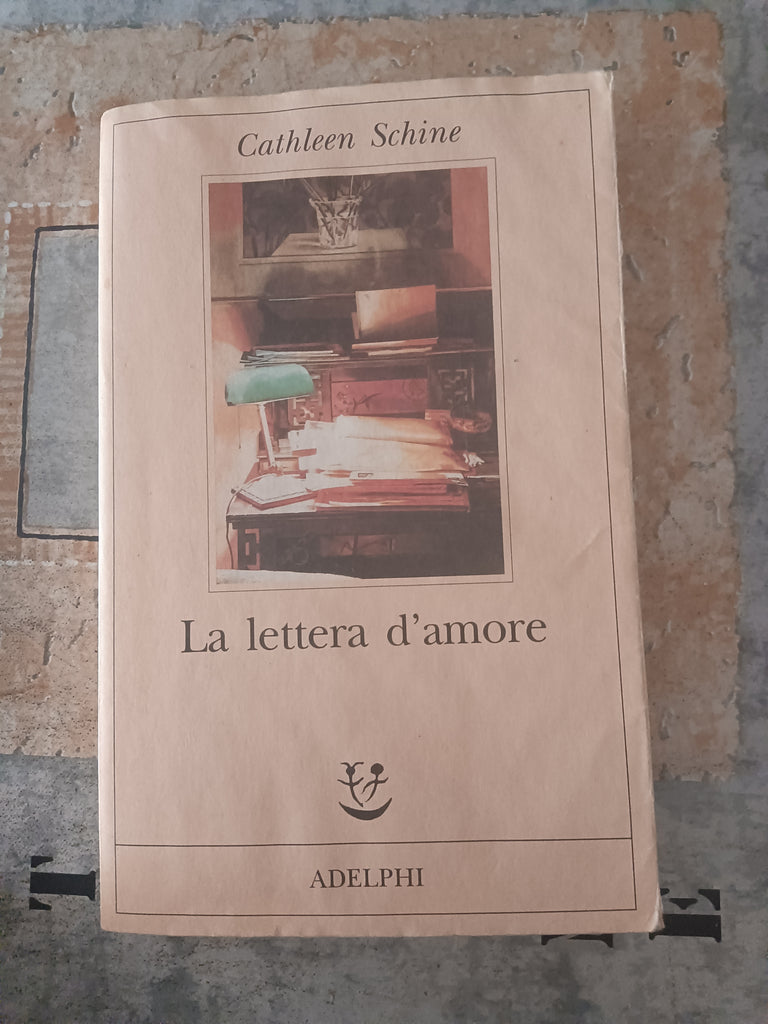 Cathleen Schine
La lettera d'amore
ADELPHI
T